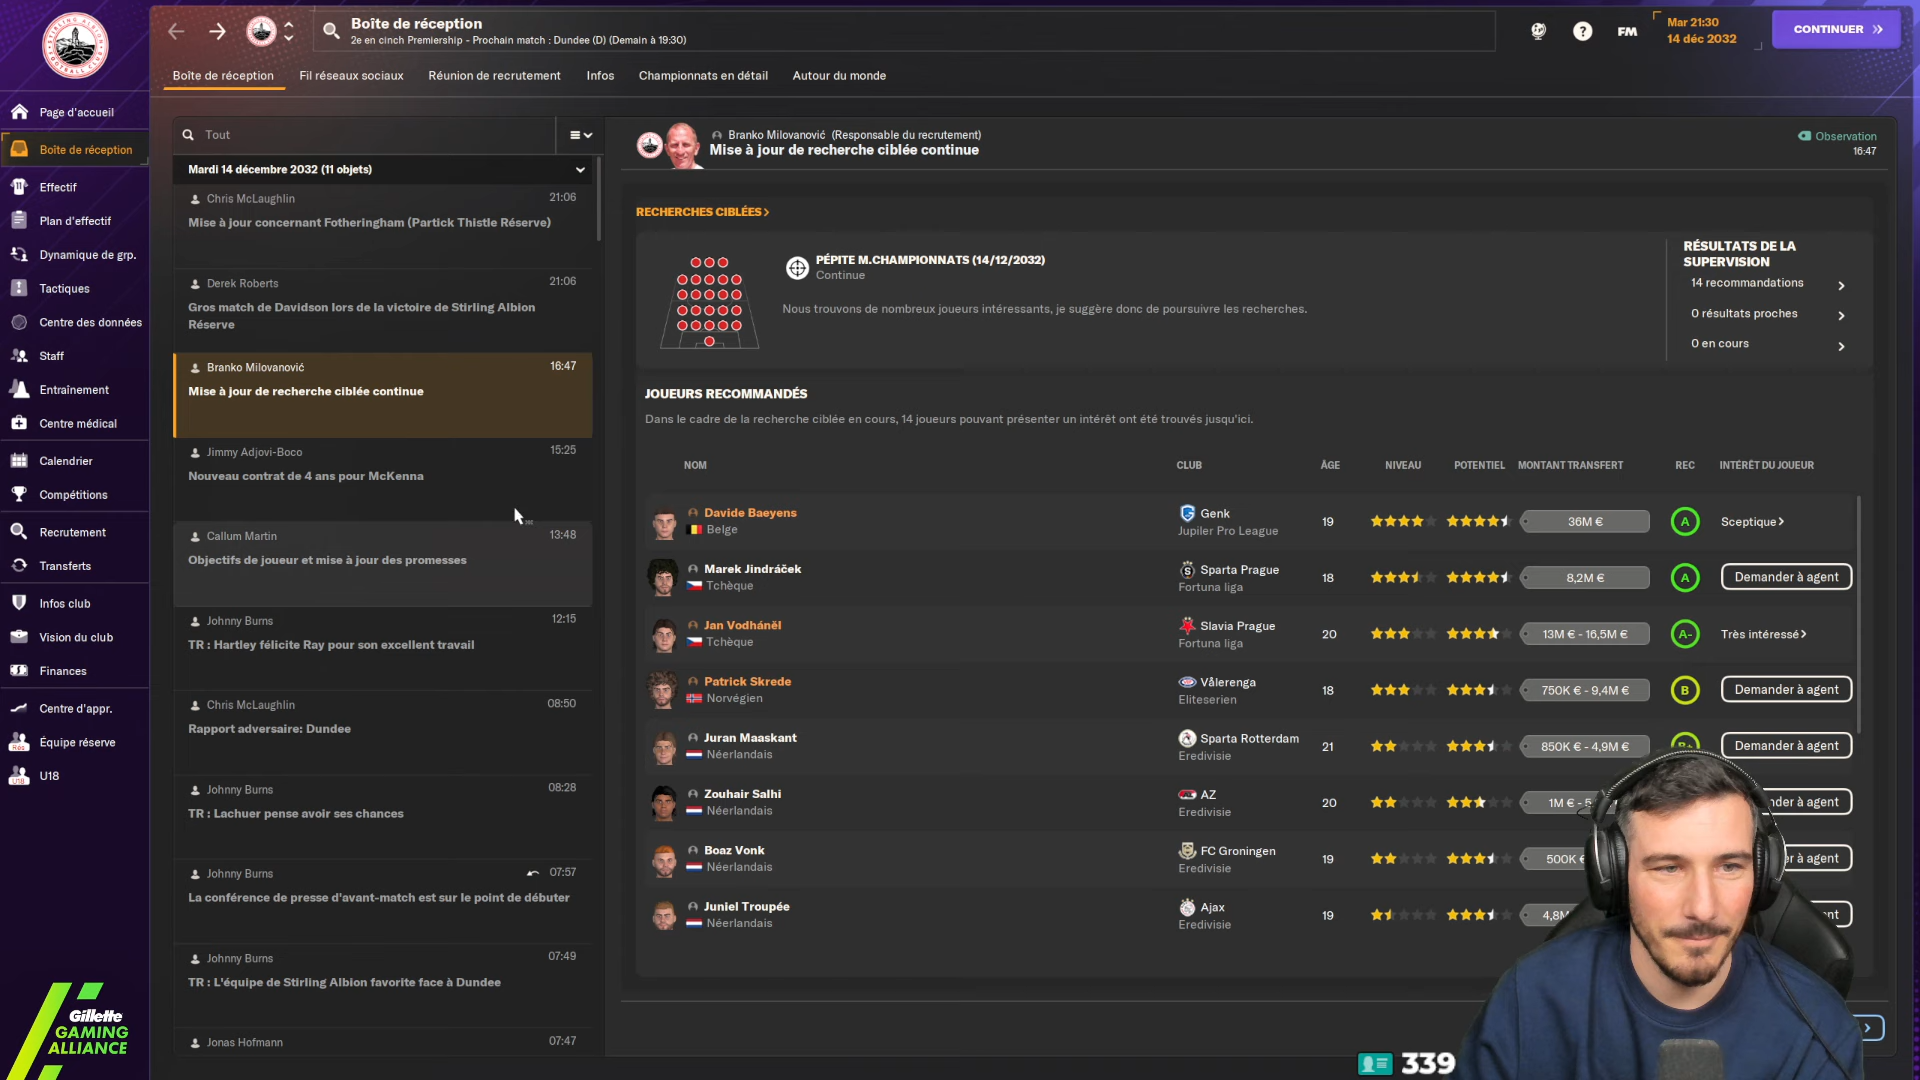 Boîte de réception
2e en cinch Premiership - Prochain match : Dundee (D) (Demain à 19:30)
FM
Mar 21:30
14 déc 2032
CONTINUER
Boîte de réception
Fil réseaux sociaux
Réunion de recrutement
Infos
Championnats en détail
Autour du monde
Page d'accueil
Boîte de réception
Effectif
Plan d'effectif
Dynamique de grp.
Tactiques
Centre des données
Staff
Entraînement
Centre médical
Calendrier
Compétitions
Recrutement
Transferts
Infos club
Vision du club
Finances
Centre d'appr.
Équipe réserve
U18
Gillette
GAMING
ALLIANCE
Tout
Mardi 14 décembre 2032 (11 objets)
Chris McLaughlin 21:06
Mise à jour concernant Fotheringham (Partick Thistle Réserve)
Derek Roberts 21:06
Gros match de Davidson lors de la victoire de Stirling Albion
Réserve
Branko Milovanović 16:47
Mise à jour de recherche ciblée continue
Jimmy Adjovi-Boco 15:25
Nouveau contrat de 4 ans pour McKenna
Callum Martin 13:48
Objectifs de joueur et mise à jour des promesses
Johnny Burns 12:15
TR : Hartley félicite Ray pour son excellent travail
Chris McLaughlin 08:50
Rapport adversaire: Dundee
Johnny Burns 08:28
TR : Lachuer pense avoir ses chances
Johnny Burns 07:57
La conférence de presse d'avant-match est sur le point de débuter
Johnny Burns 07:49
TR : L'équipe de Stirling Albion favorite face à Dundee
Jonas Hofmann 07:47
Branko Milovanović (Responsable du recrutement)
Mise à jour de recherche ciblée continue
Observation
16:47
RECHERCHES CIBLÉES
PÉPITE M.CHAMPIONNATS (14/12/2032)
Continue
Nous trouvons de nombreux joueurs intéressants, je suggère donc de poursuivre les recherches.
RÉSULTATS DE LA
SUPERVISION
14 recommandations
0 résultats proches
0 en cours
JOUEURS RECOMMANDÉS
Dans le cadre de la recherche ciblée en cours, 14 joueurs pouvant présenter un intérêt ont été trouvés jusqu'ici.
NOM CLUB ÂGE NIVEAU POTENTIEL MONTANT TRANSFERT REC INTÉRÊT DU JOUEUR
Davide Baeyens Genk 19 36M € A Sceptique
Belge Jupiler Pro League
Marek Jindráček Sparta Prague 18 8,2M € A Demander à agent
Tchèque Fortuna liga
Jan Vodháněl Slavia Prague 20 13M € - 16,5M € A- Très intéressé
Tchèque Fortuna liga
Patrick Skrede Vålerenga 18 750K € - 9,4M € B Demander à agent
Norvégien Eliteserien
Juran Maaskant Sparta Rotterdam 21 850K € - 4,9M € Demander à agent
Néerlandais Eredivisie
Zouhair Salhi AZ 20 1M € - à agent
Néerlandais Eredivisie
Boaz Vonk FC Groningen 19 500K € à agent
Néerlandais Eredivisie
Juniel Troupée Ajax 19
Néerlandais Eredivisie
339